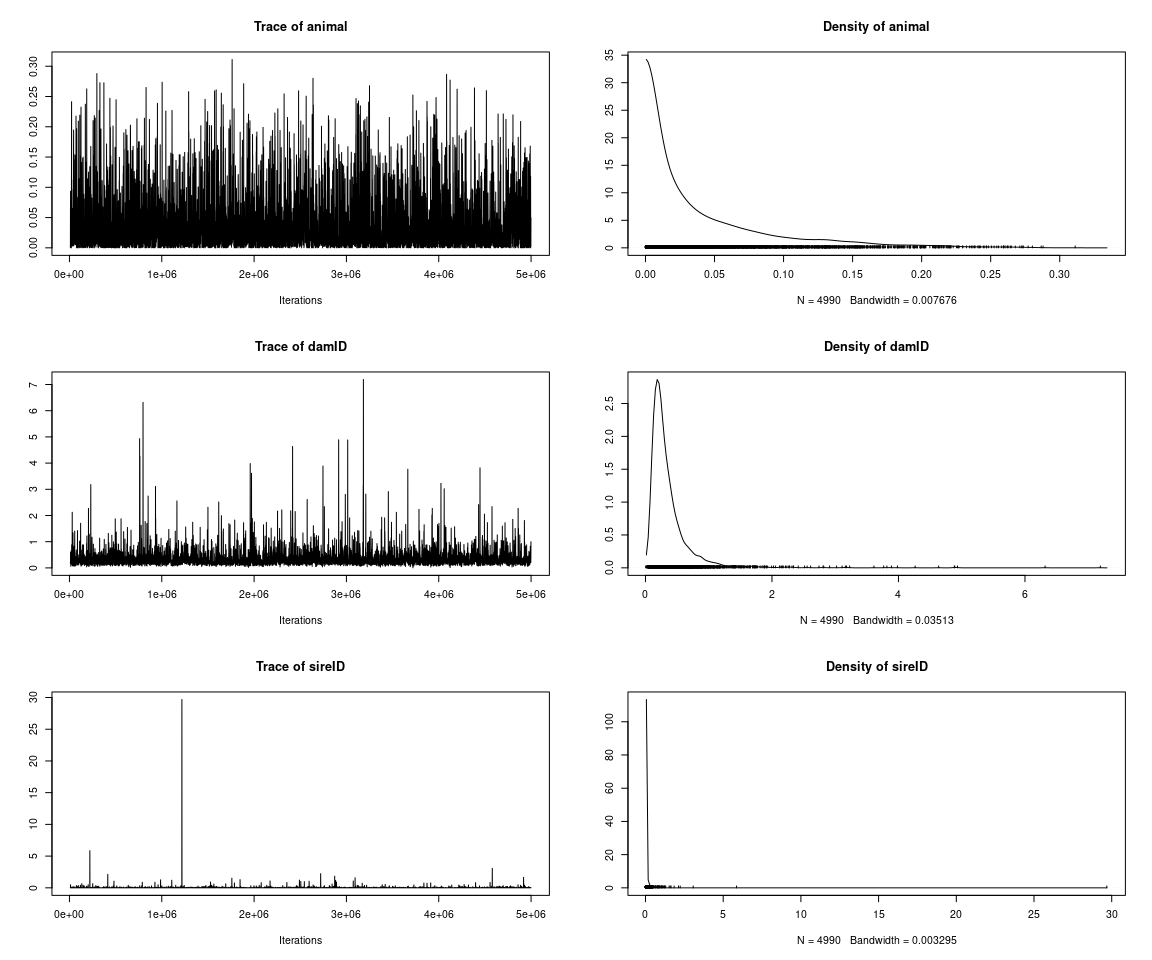 Trace of animal
0.30
0.25
0.20
0.15
0.10
0.05
0.00
0e+00 1e+06 2e+06 3e+06 4e+06 5e+06
Iterations
Density of animal
35
30
25
20
15
10
5
0
0.00 0.05 0.10 0.15 0.20 0.25 0.30
N = 4990 Bandwidth = 0.007676
Trace of damID
7
6
5
4
3
2
1
0
0e+00 1e+06 2e+06 3e+06 4e+06 5e+06
Iterations
Density of damID
2.5
2.0
1.5
1.0
0.5
0.0
0 2 4 6
N = 4990 Bandwidth = 0.03513
Trace of sireID
30
25
20
15
10
5
0
0e+00 1e+06 2e+06 3e+06 4e+06 5e+06
Iterations
Density of sireID
100
80
60
40
20
0
0 5 10 15 20 25 30
N = 4990 Bandwidth = 0.003295